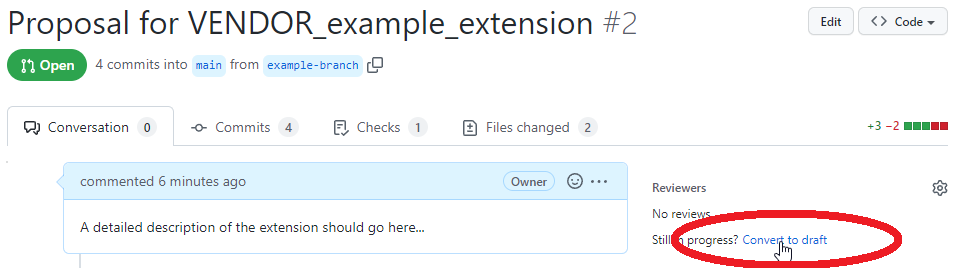 Proposal for VENDOR_example_extension #2
Edit
Code
Open
4 commits into main from example-branch
Conversation 0
Commits 4
Checks 1
Files changed 2
+3 −2
commented 6 minutes ago
Owner
A detailed description of the extension should go here...
Reviewers
No reviews
Still in progress? Convert to draft